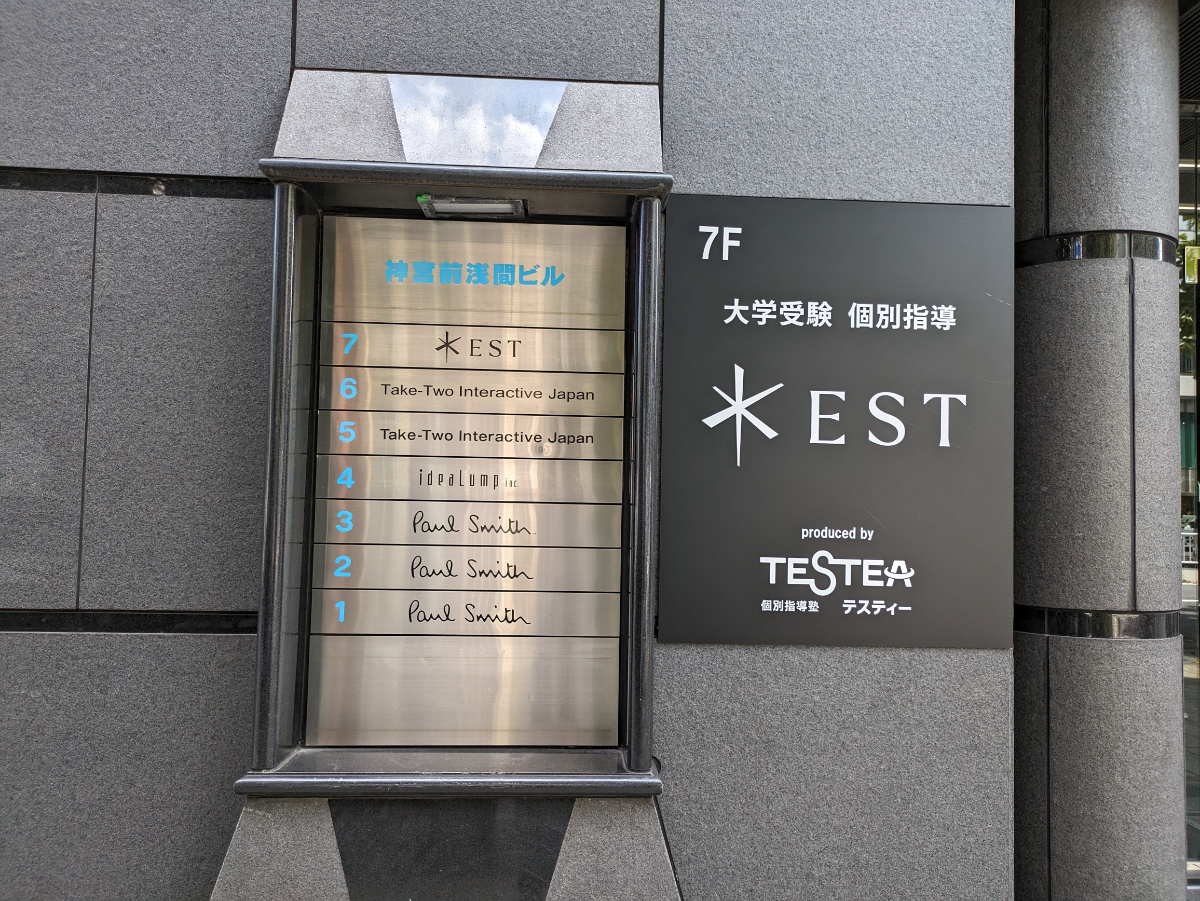 神宮前浅間ビル
7 EST
6 Take-Two Interactive Japan
5 Take-Two Interactive Japan
4 ideaLump inc.
3 Paul Smith
2 Paul Smith
1 Paul Smith
7F
大学受験 個別指導
EST
produced by
TESTEA
個別指導塾 テスティー